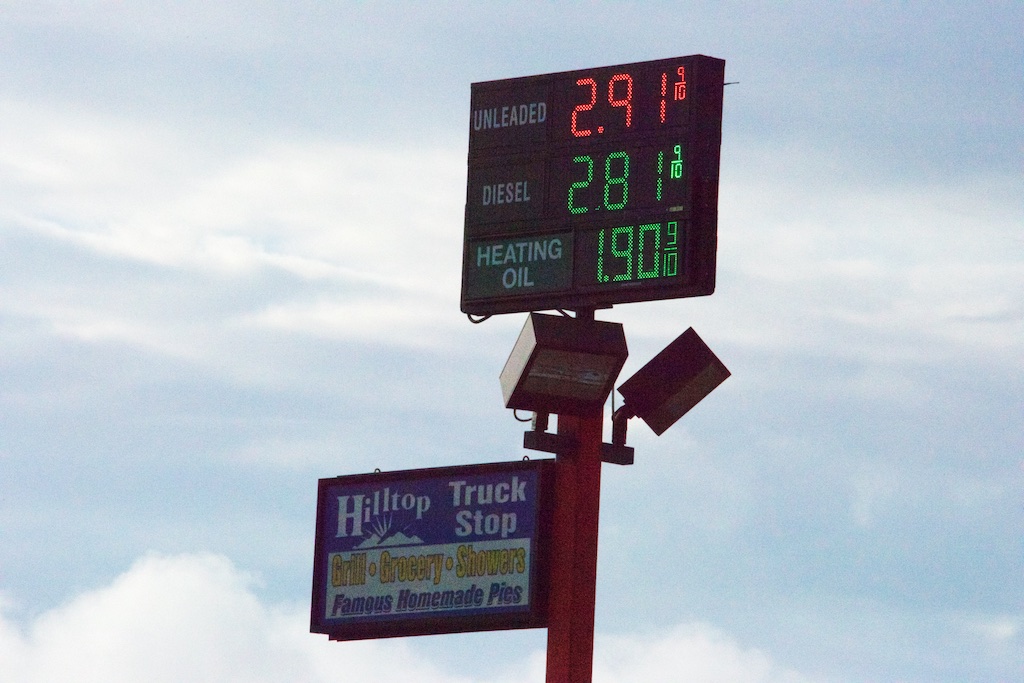 UNLEADED 2.91 9/10
DIESEL 2.81 9/10
HEATING OIL 1.90 9/10
Hilltop Truck Stop
Grill • Grocery • Showers
Famous Homemade Pies